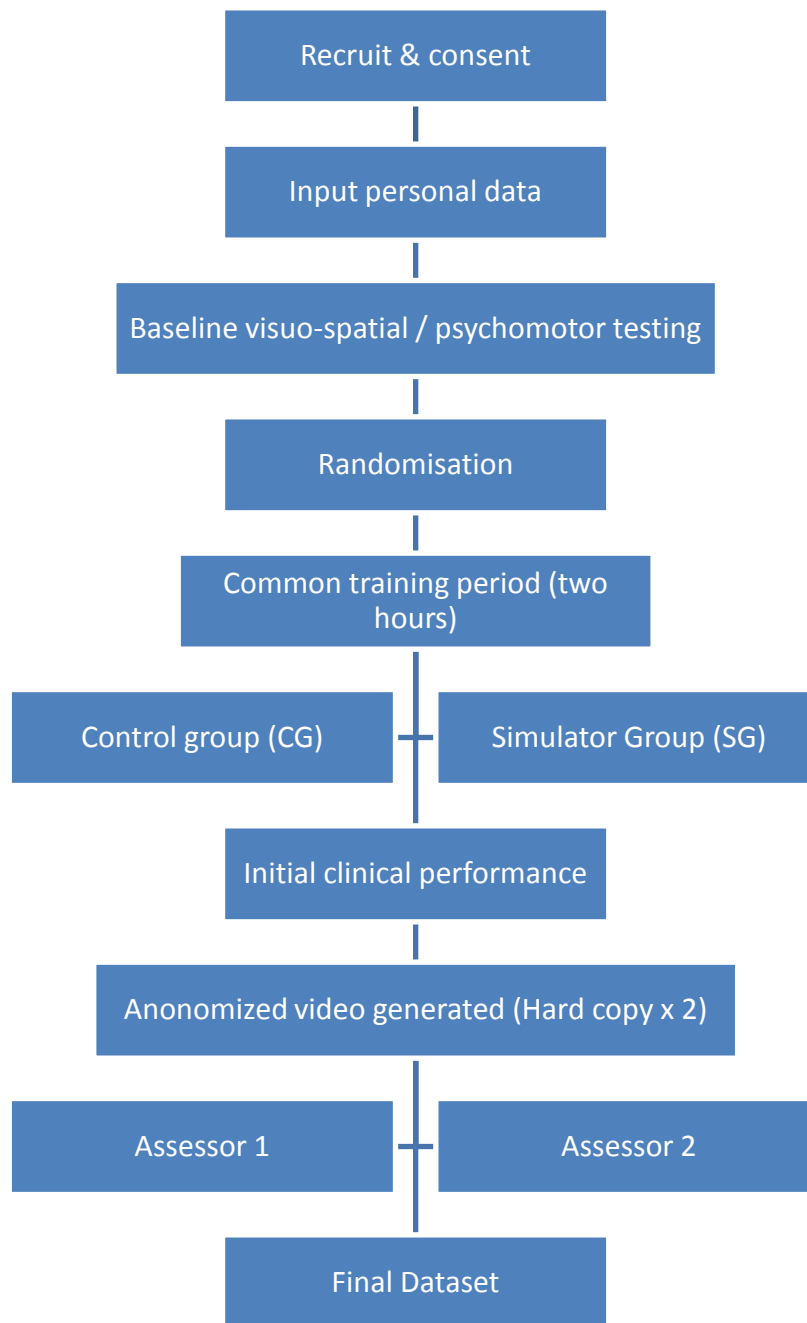 Recruit & consent
Input personal data
Baseline visuo-spatial / psychomotor testing
Randomisation
Common training period (two
hours)
Control group (CG)
Simulator Group (SG)
Initial clinical performance
Anonomized video generated (Hard copy x 2)
Assessor 1
Assessor 2
Final Dataset